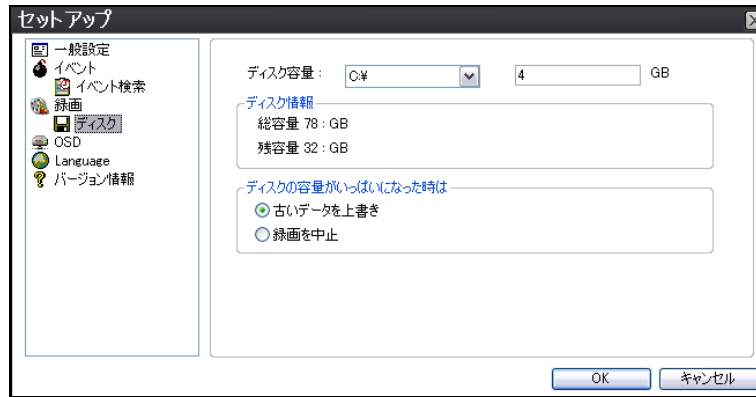 セットアップ
一般設定
イベント
イベント検索
録画
ディスク
OSD
Language
バージョン情報
ディスク容量 : C:¥ 4 GB
ディスク情報
総容量 78 : GB
残容量 32 : GB
ディスクの容量がいっぱいになった時は
古いデータを上書き
録画を中止
OK キャンセル